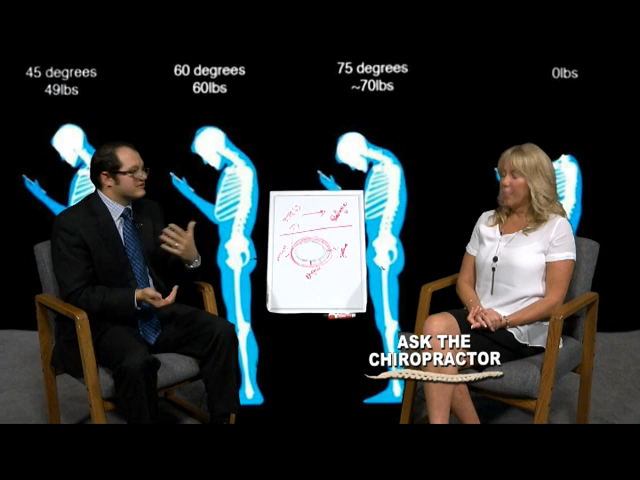 45 degrees
49lbs
60 degrees
60lbs
75 degrees
~70lbs
0lbs
ASK THE
CHIROPRACTOR